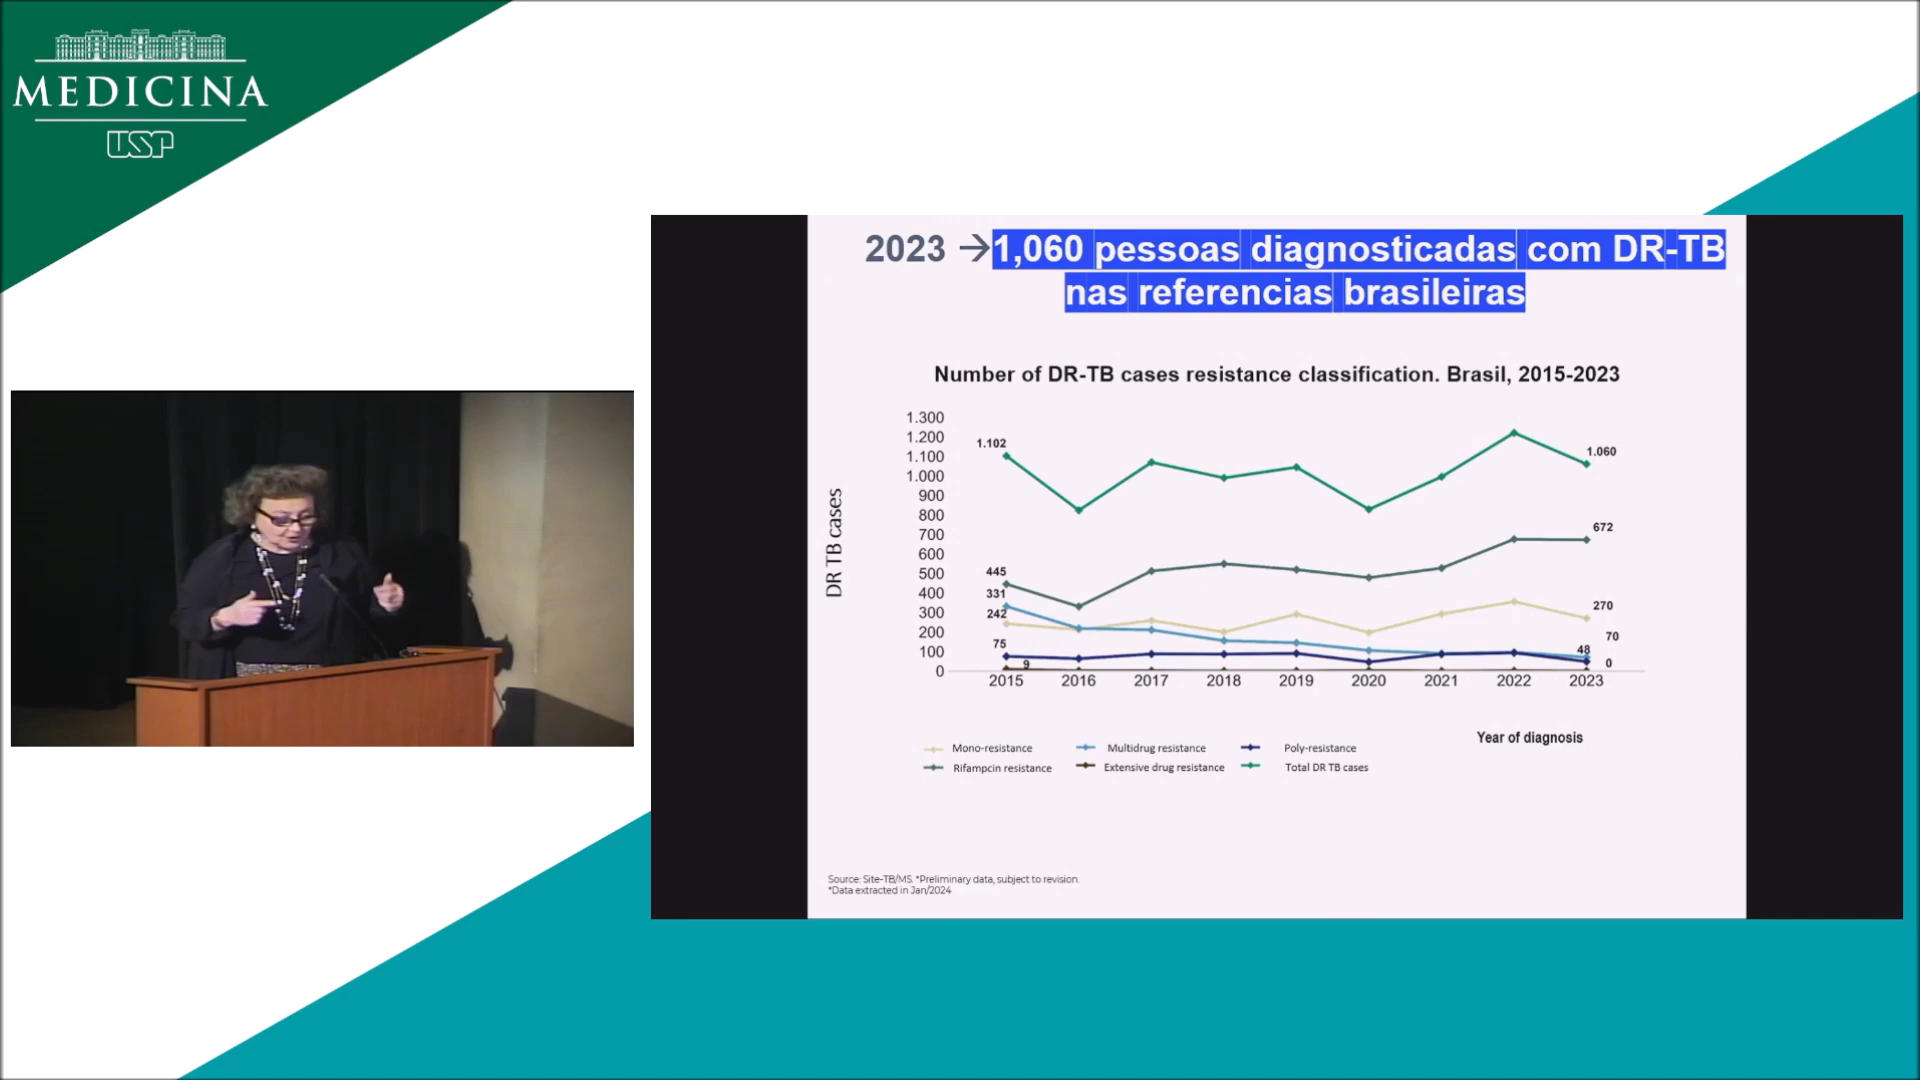 MEDICINA
USP
2023 →1,060 pessoas diagnosticadas com DR-TB
nas referencias brasileiras
Number of DR-TB cases resistance classification. Brasil, 2015-2023
DR TB cases
1.300
1.200
1.100
1.000
900
800
700
600
500
400
300
200
100
0
1.102
445
331
242
75
9
1.060
672
270
70
48
0
2015 2016 2017 2018 2019 2020 2021 2022 2023
Year of diagnosis
Mono-resistance Multidrug resistance Poly-resistance
Rifampcin resistance Extensive drug resistance Total DR TB cases
Source: Site-TB/MS. *Preliminary data, subject to revision.
*Data extracted in Jan/2024